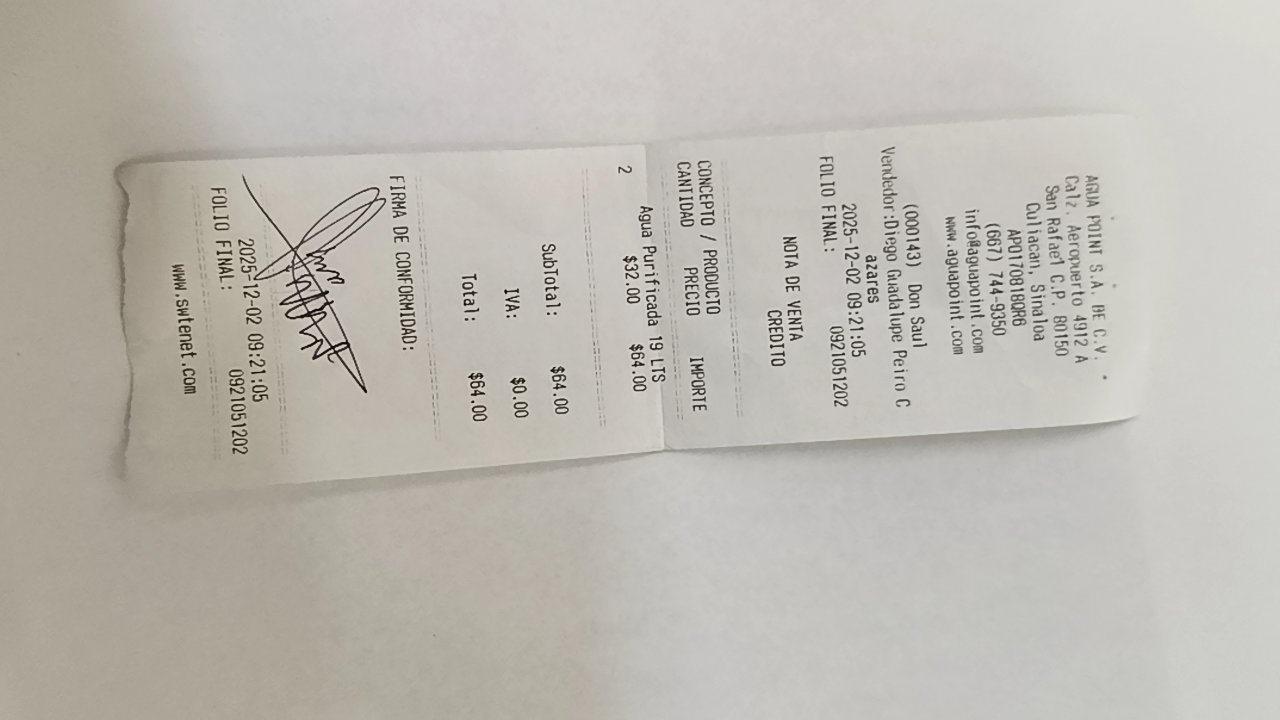 AGUA POINT S.A. DE C.V.
Calz. Aeropuerto 4912 A
San Rafael C.P. 80150
Culiacan, Sinaloa
APO170818QR6
(667) 744-9350
info@aguapoint.com
www.aguapoint.com
(000143) Don Saul
Vendedor:Diego Guadalupe Peiro C
azares
2025-12-02 09:21:05
FOLIO FINAL: 0921051202
NOTA DE VENTA
CREDITO
CONCEPTO / PRODUCTO
CANTIDAD PRECIO IMPORTE
Agua Purificada 19 LTS
2 $32.00 $64.00
SubTotal: $64.00
IVA: $0.00
Total: $64.00
FIRMA DE CONFORMIDAD:
2025-12-02 09:21:05
FOLIO FINAL: 0921051202
www.swtenet.com